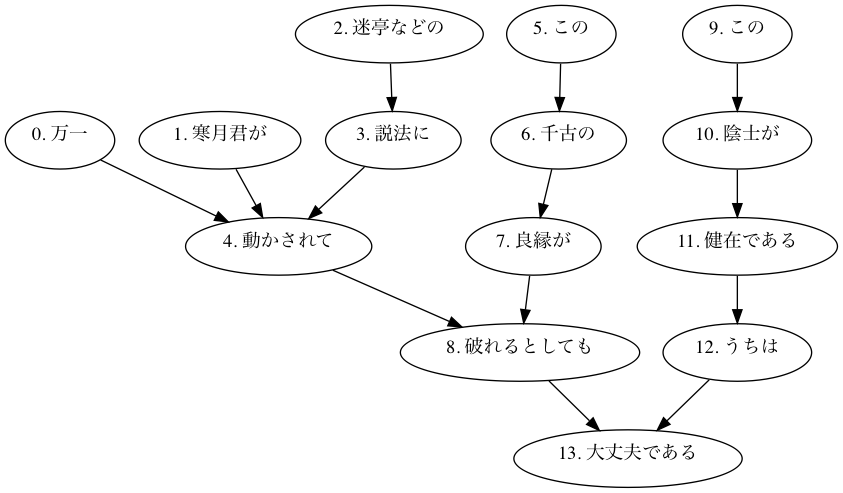 2. 迷亭などの
5. この
9. この
0. 万一
1. 寒月君が
3. 説法に
6. 千古の
10. 陰士が
4. 動かされて
7. 良縁が
11. 健在である
8. 破れるとしても
12. うちは
13. 大丈夫である